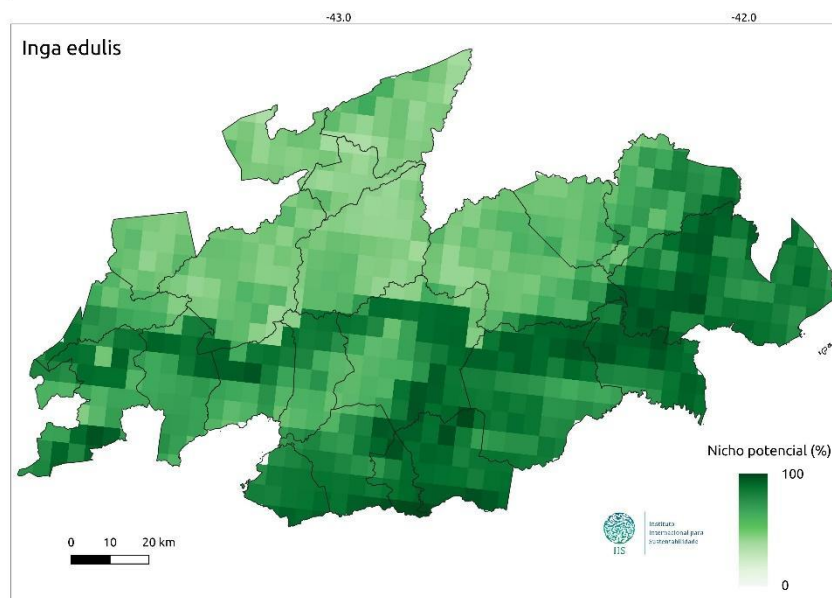 -43.0
-42.0
Inga edulis
Nicho potencial (%)
100
0
Instituto
Internacional para
Sustentabilidade
IIS
0
10
20 km